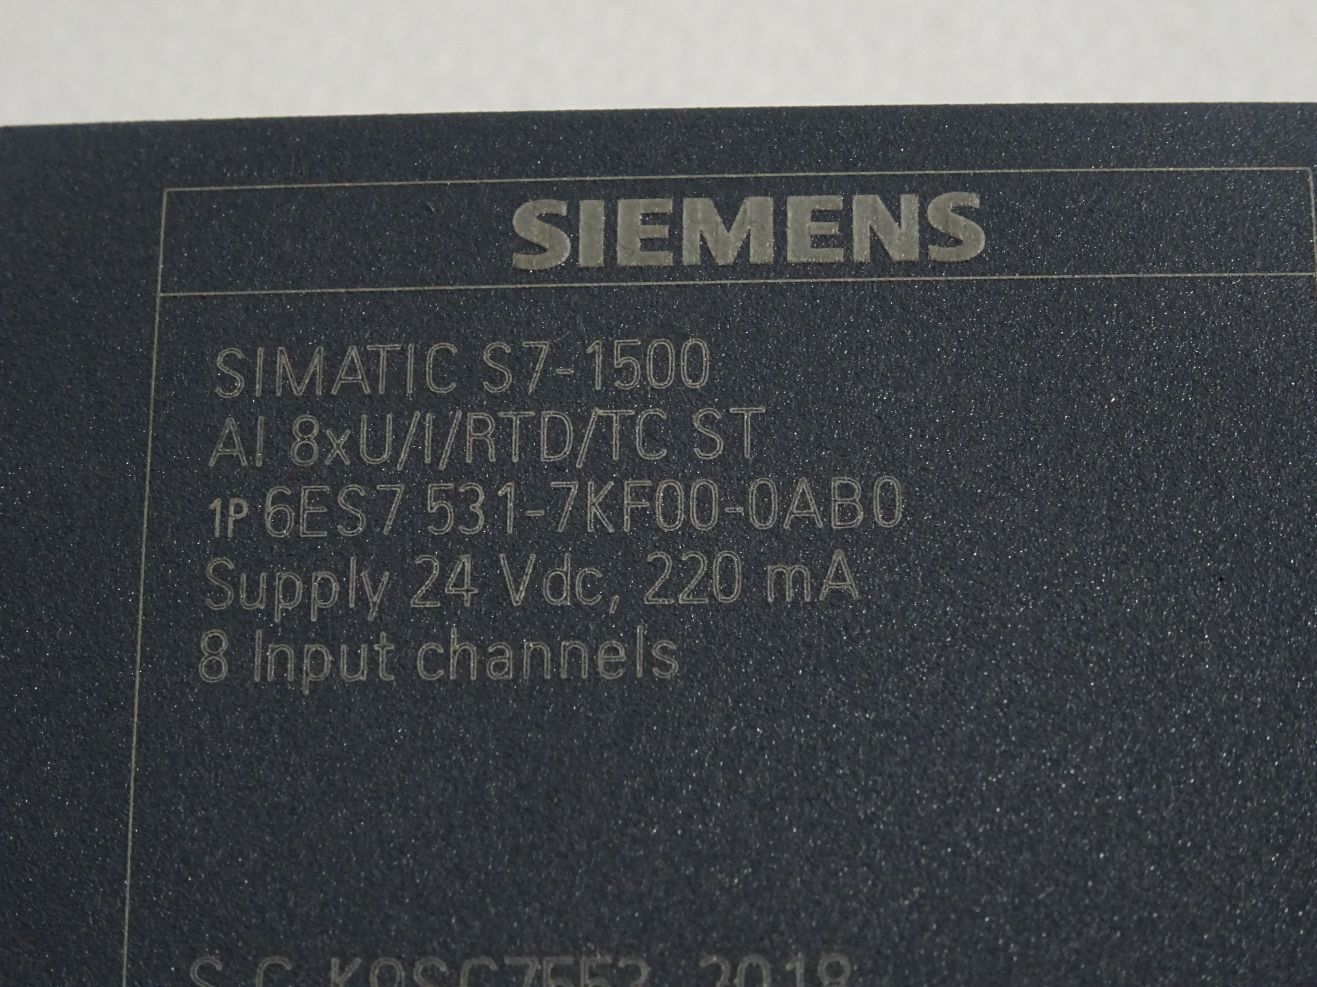 SIEMENS
SIMATIC S7-1500
AI 8xU/I/RTD/TC ST
1P 6ES7 531-7KF00-0AB0
Supply 24 Vdc, 220 mA
8 Input channels
S C 2018